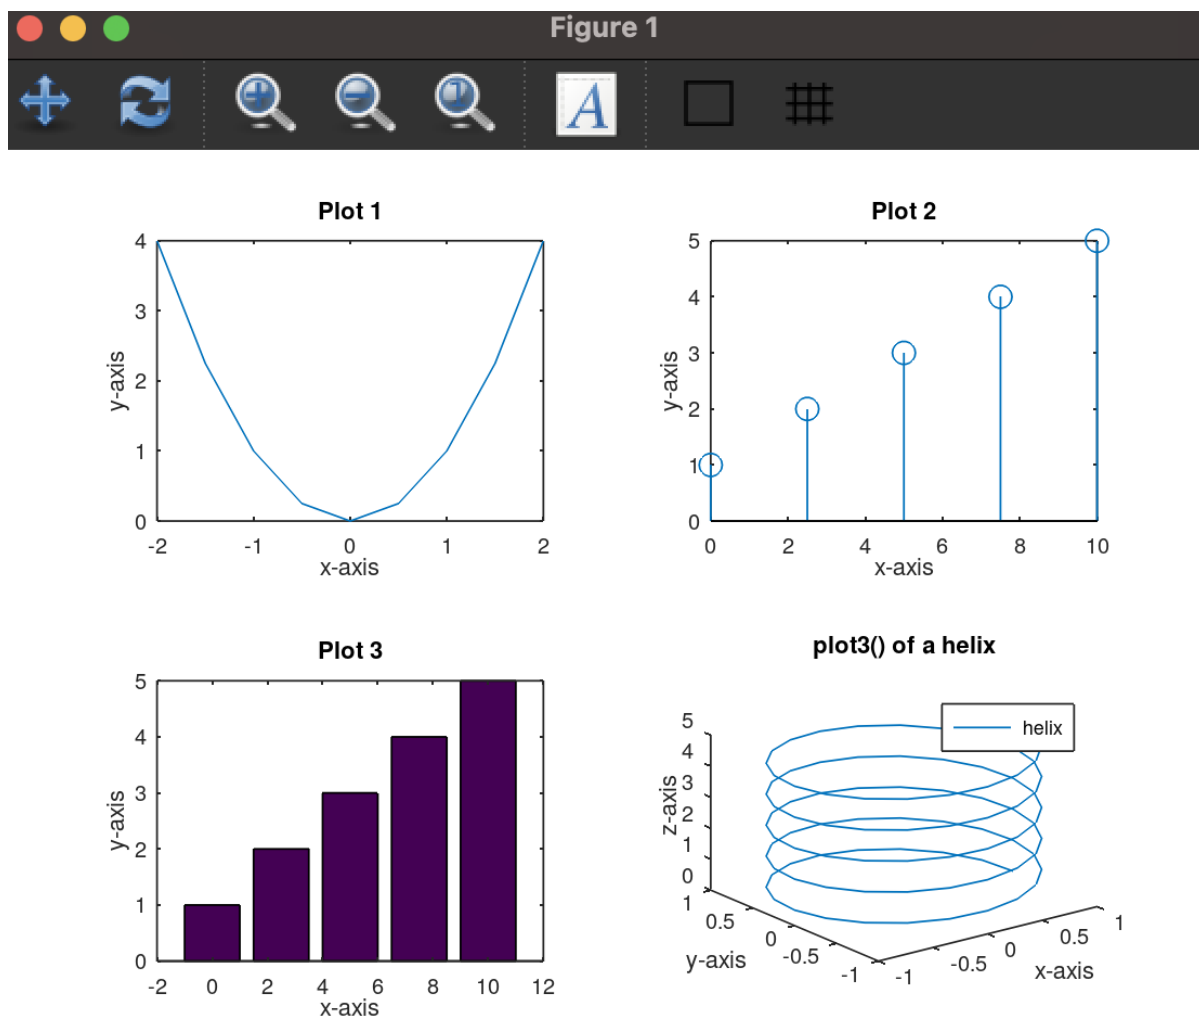 Figure 1
A
Plot 1
4
3
2
1
0
y-axis
-2 -1 0 1 2
x-axis
Plot 2
5
4
3
2
1
0
y-axis
0 2 4 6 8 10
x-axis
Plot 3
5
4
3
2
1
0
y-axis
-2 0 2 4 6 8 10 12
x-axis
plot3() of a helix
helix
5
4
3
2
1
0
z-axis
1 0.5 0 -0.5 -1
y-axis
-1 -0.5 0 0.5 1
x-axis